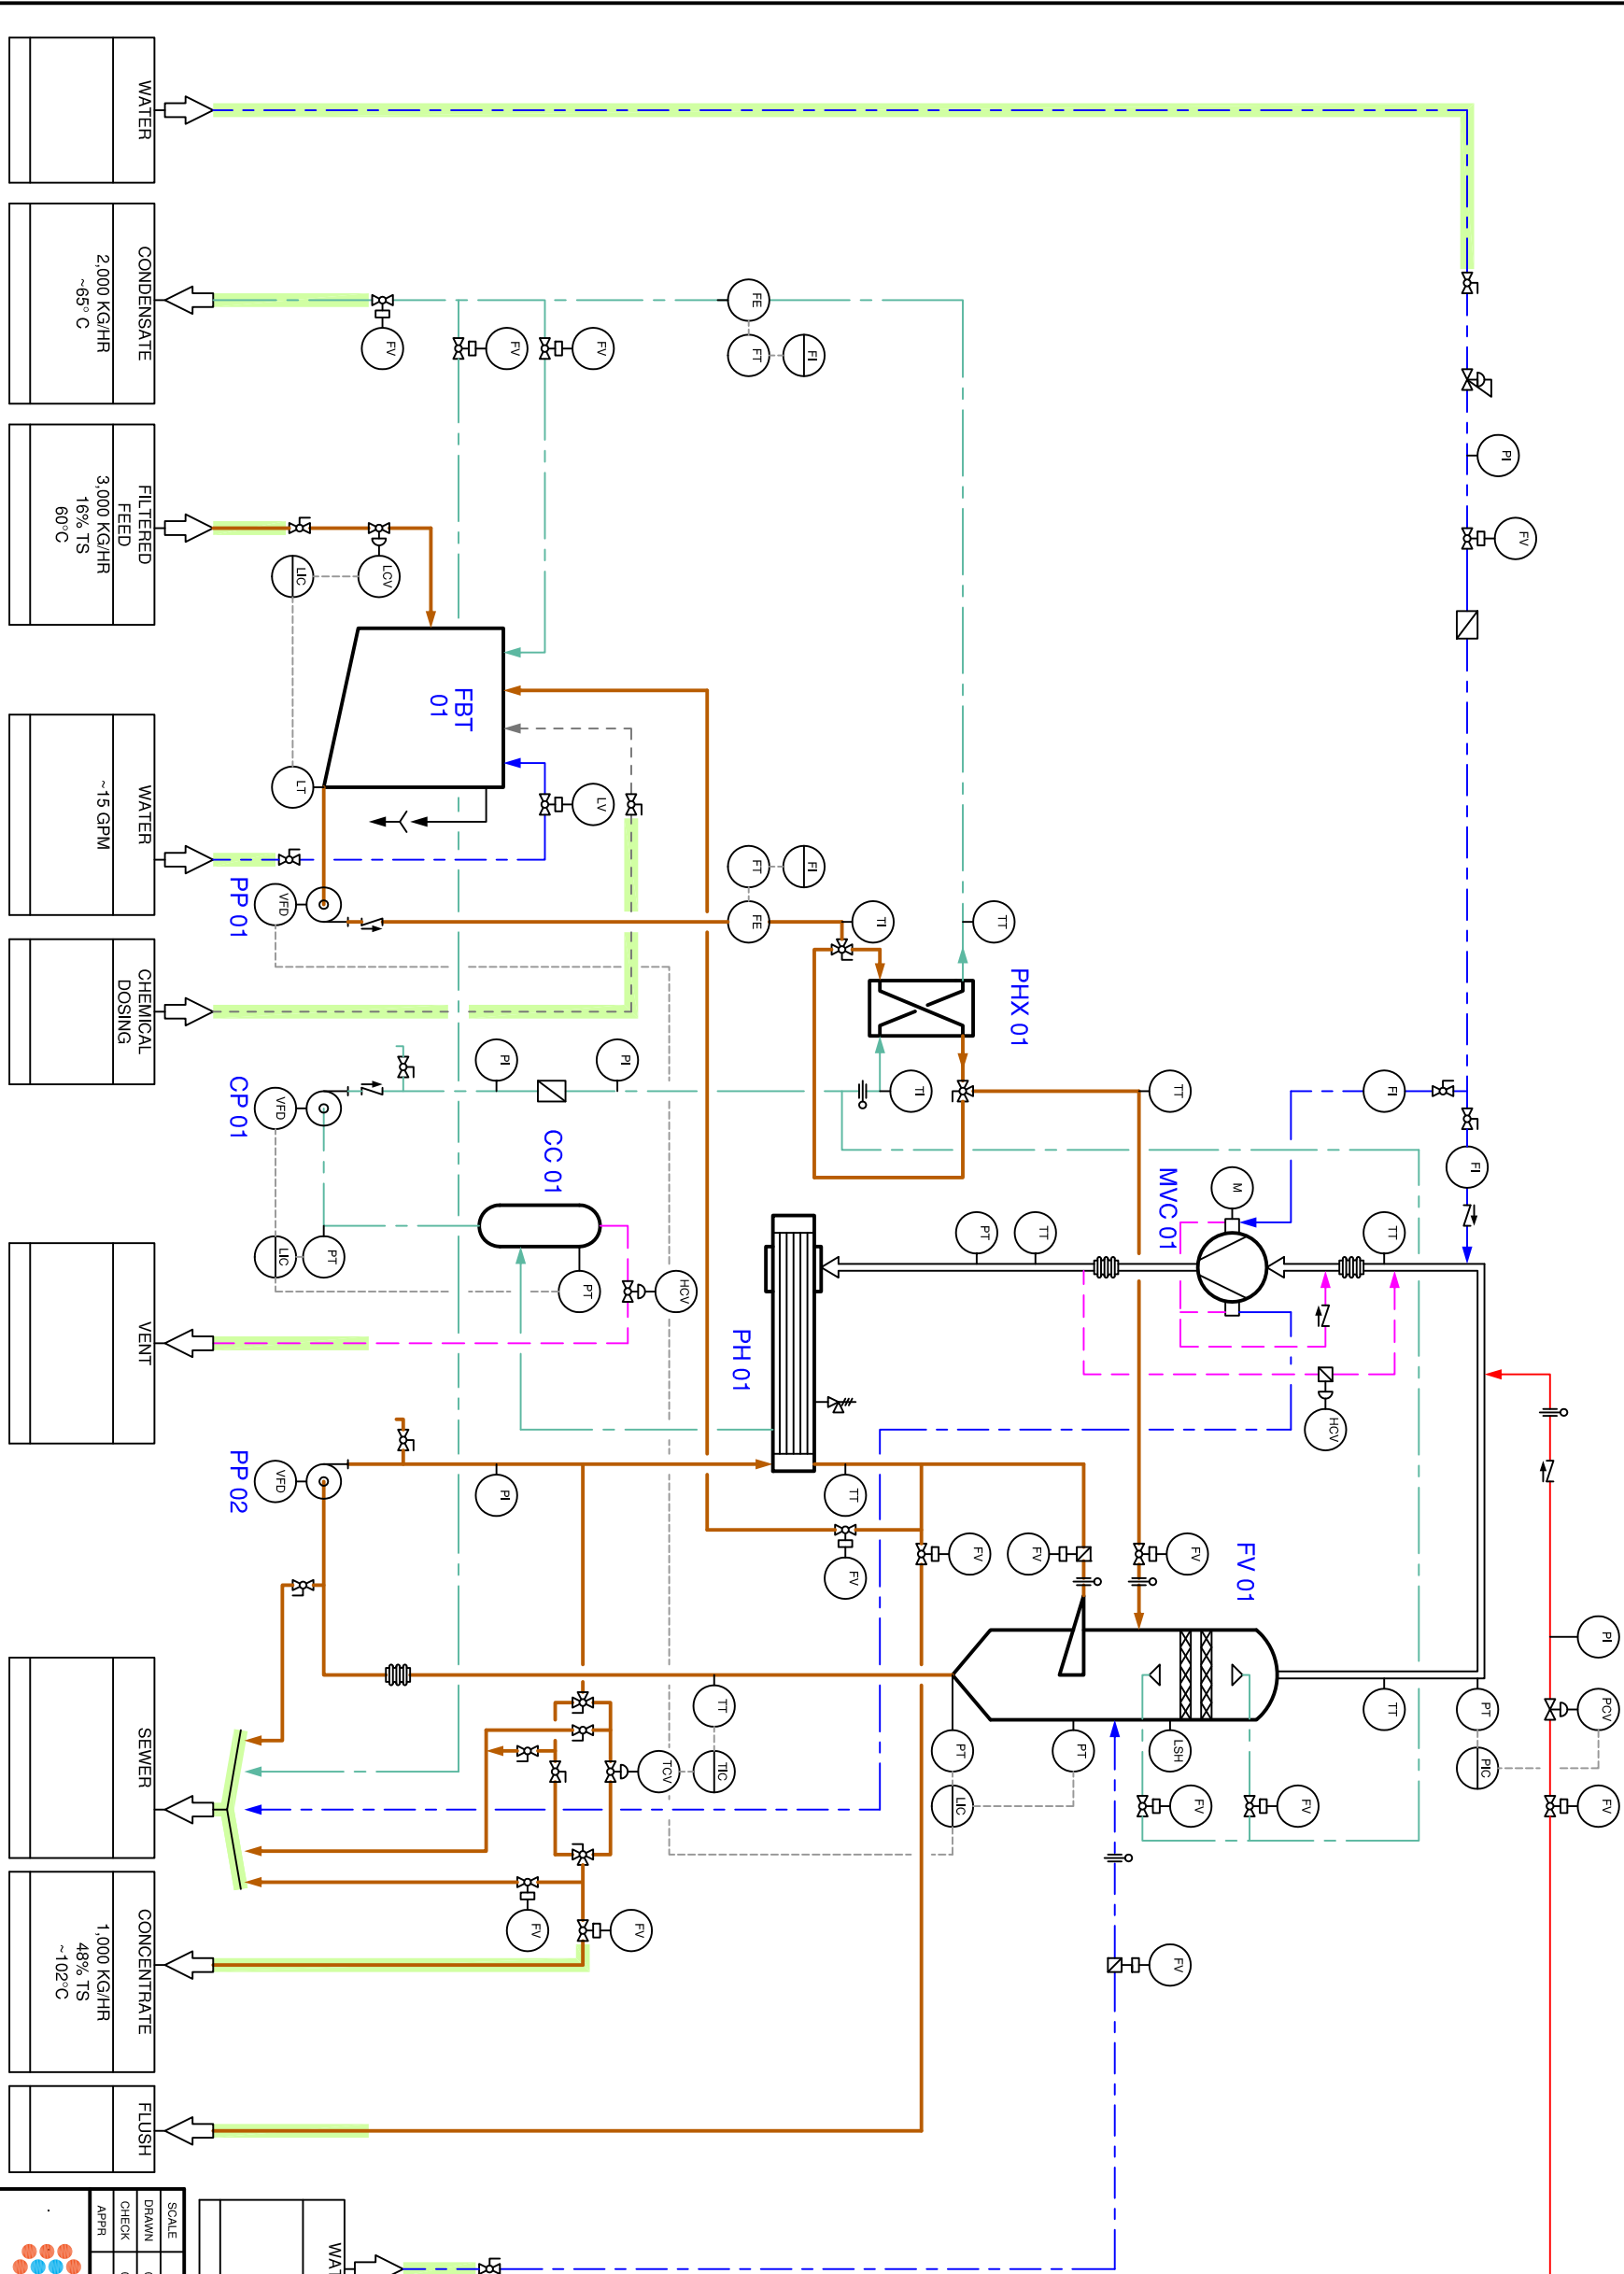 WATER
CONDENSATE
2,000 KG/HR
~65° C
FILTERED
FEED
3,000 KG/HR
16% TS
60°C
WATER
~15 GPM
CHEMICAL
DOSING
VENT
SEWER
CONCENTRATE
1,000 KG/HR
48% TS
~102°C
FLUSH
SCALE
DRAWN
CHECK
APPR
PI
FV
FE
FT
FI
FV
FV
FV
LCV
LIC
LT
FBT
01
LV
PP 01
VFD
FT
FI
FE
TI
TT
PHX 01
CP 01
VFD
PI
PI
TI
TT
FI
FI
CC 01
LIC
PT
PT
HCV
MVC 01
M
PT
TT
TT
PH 01
HCV
PP 02
VFD
PI
TT
FV
FV
FV
FV
FV 01
TT
TIC
TCV
PT
LIC
PT
LSH
FV
FV
TT
PT
PIC
PI
PCV
FV
FV
FV
FV